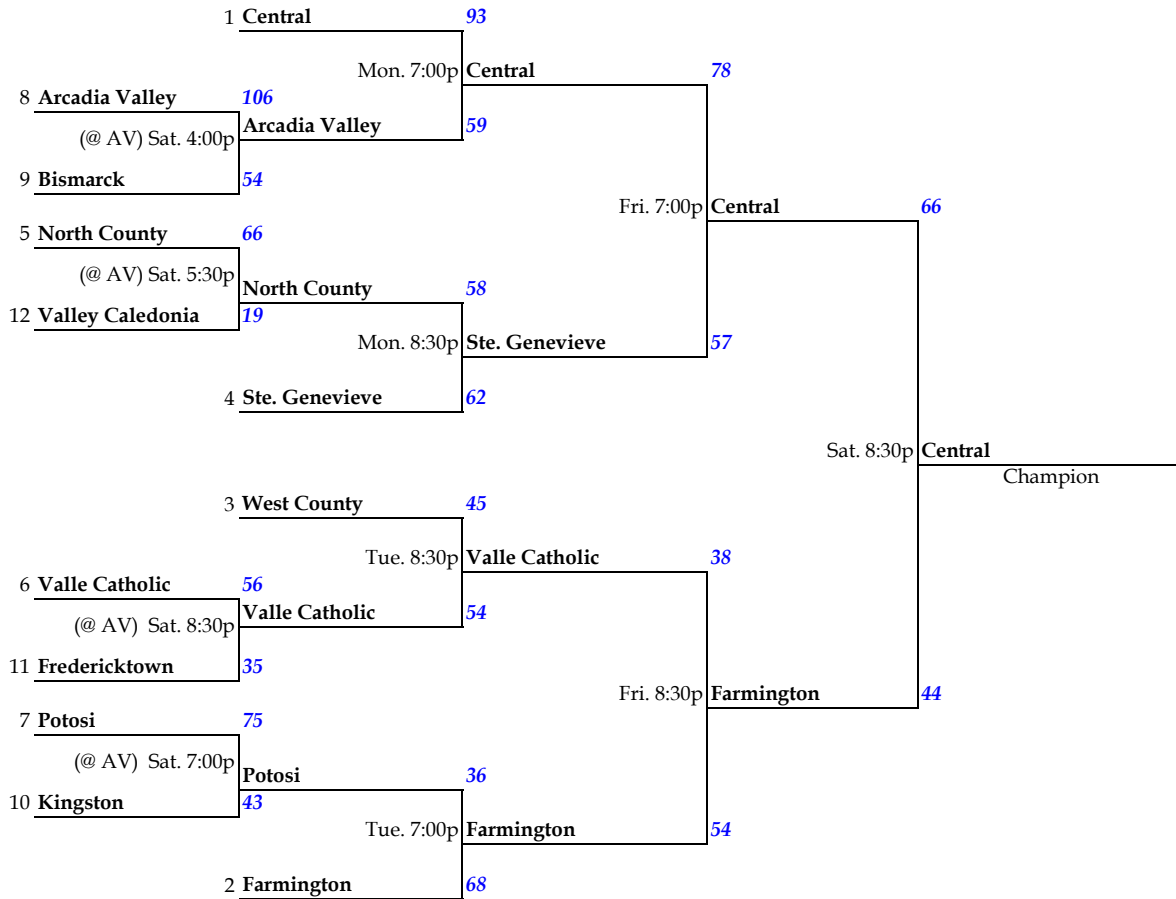 1 Central 93
Mon. 7:00p Central 78
8 Arcadia Valley 106
(@ AV) Sat. 4:00p Arcadia Valley 59
9 Bismarck 54
Fri. 7:00p Central 66
5 North County 66
(@ AV) Sat. 5:30p
North County 58
12 Valley Caledonia 19
Mon. 8:30p Ste. Genevieve 57
4 Ste. Genevieve 62
Sat. 8:30p Central
Champion
3 West County 45
Tue. 8:30p Valle Catholic 38
6 Valle Catholic 56
(@ AV) Sat. 8:30p Valle Catholic 54
11 Fredericktown 35
Fri. 8:30p Farmington 44
7 Potosi 75
(@ AV) Sat. 7:00p
Potosi 36
10 Kingston 43
Tue. 7:00p Farmington 54
2 Farmington 68